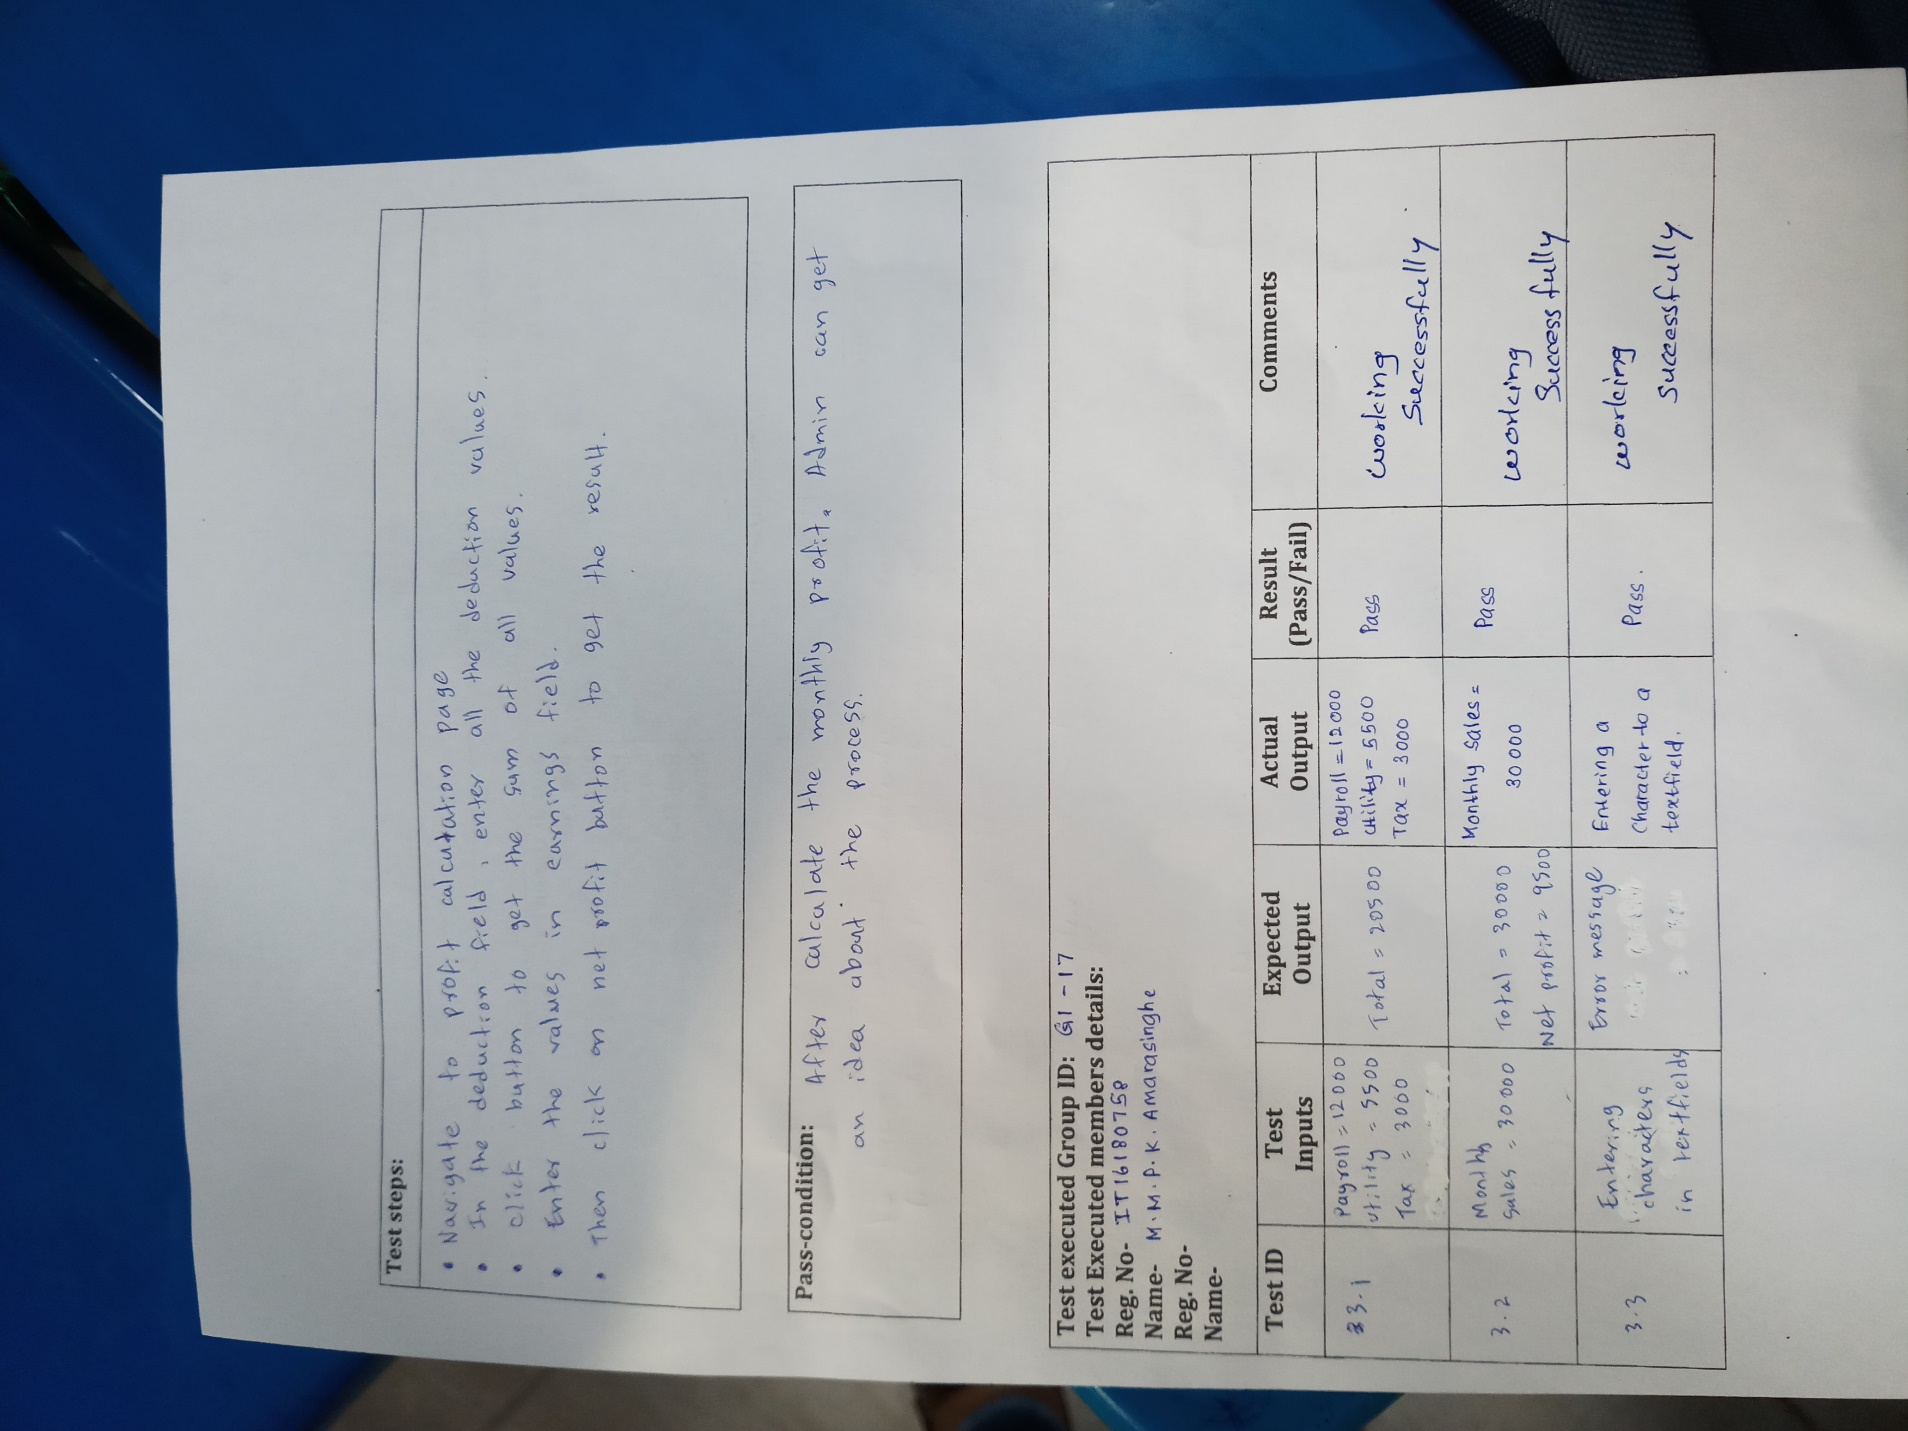 Test steps:
• Navigate to profit calculation page
• In the deduction field, enter all the deduction values.
• Click button to get the sum of all values.
• Enter the values in earnings field.
• Then click on net profit button to get the result.
Pass-condition: After calculate the monthly profit. Admin can get
an idea about the process.
Test executed Group ID: G1-17
Test Executed members details:
Reg. No- IT16180758
Name- M.M.P.K. Amarasinghe
Reg. No-
Name-
Test ID
Test
Inputs
Expected
Output
Actual
Output
Result
(Pass/Fail)
Comments
3.1
Payroll = 12000
Utility = 5500
Tax = 3000
Total = 20500
Payroll = 12000
Utility = 5500
Tax = 3000
Pass
Working
Successfully
3.2
Monthly
Sales = 30000
Total = 30000
Net profit = 9500
Monthly Sales =
30000
Pass
Working
Successfully
3.3
Entering
characters
in textfields
Error message
Entering a
Character to a
textfield.
Pass.
Working
Successfully